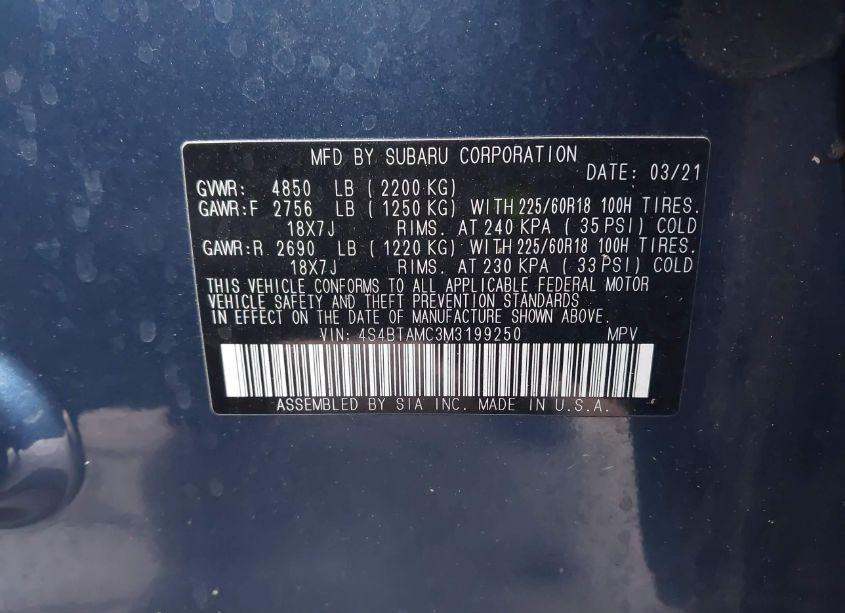 MFD BY SUBARU CORPORATION
DATE: 03/21
GVWR: 4850 LB ( 2200 KG)
GAWR:F 2756 LB ( 1250 KG) WITH 225/60R18 100H TIRES.
18X7J RIMS. AT 240 KPA ( 35 PSI) COLD
GAWR:R 2690 LB ( 1220 KG) WITH 225/60R18 100H TIRES.
18X7J RIMS. AT 230 KPA ( 33 PSI) COLD
THIS VEHICLE CONFORMS TO ALL APPLICABLE FEDERAL MOTOR
VEHICLE SAFETY AND THEFT PREVENTION STANDARDS
IN EFFECT ON THE DATE OF MANUFACTURE SHOWN ABOVE.
VIN: 4S4BTAMC3M3199250 MPV
ASSEMBLED BY SIA INC. MADE IN U.S.A.